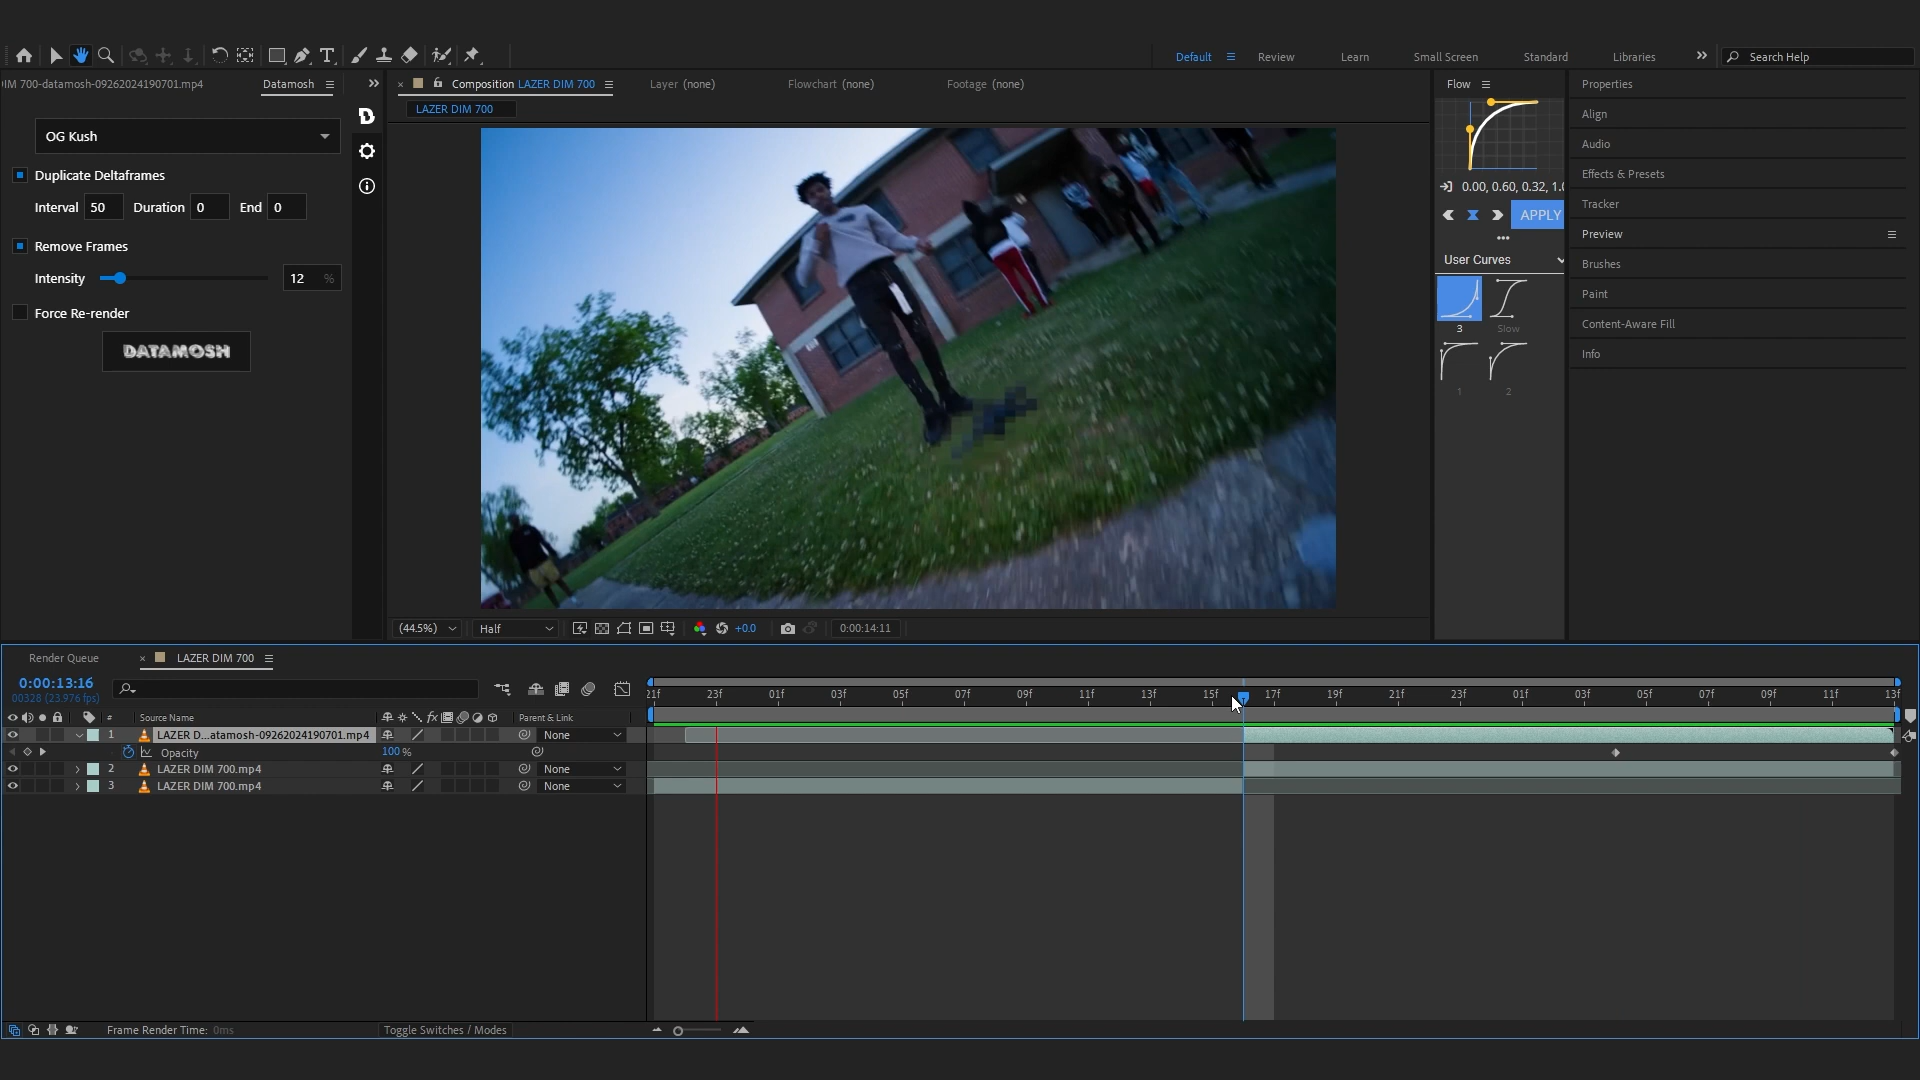 Default
Review
Learn
Small Screen
Standard
Libraries
Search Help
IM 700-datamosh-09262024190701.mp4
Datamosh
Composition LAZER DIM 700
Layer (none)
Flowchart (none)
Footage (none)
Flow
Properties
LAZER DIM 700
OG Kush
Align
Audio
Duplicate Deltaframes
Effects & Presets
0.00, 0.60, 0.32, 1.0
Interval 50 Duration 0 End 0
Tracker
APPLY
Preview
Remove Frames
User Curves
Brushes
Intensity 12 %
Paint
Force Re-render
3
Slow
Content-Aware Fill
DATAMOSH
Info
1
2
(44.5%)
Half
+0.0
0:00:14:11
Render Queue
LAZER DIM 700
0:00:13:16
00328 (23.976 fps)
21f 23f 01f 03f 05f 07f 09f 11f 13f 15f 17f 19f 21f 23f 01f 03f 05f 07f 09f 11f 13f
# Source Name fx Parent & Link
1 LAZER D...atamosh-09262024190701.mp4 None
Opacity 100 %
2 LAZER DIM 700.mp4 None
3 LAZER DIM 700.mp4 None
Frame Render Time: 0ms
Toggle Switches / Modes